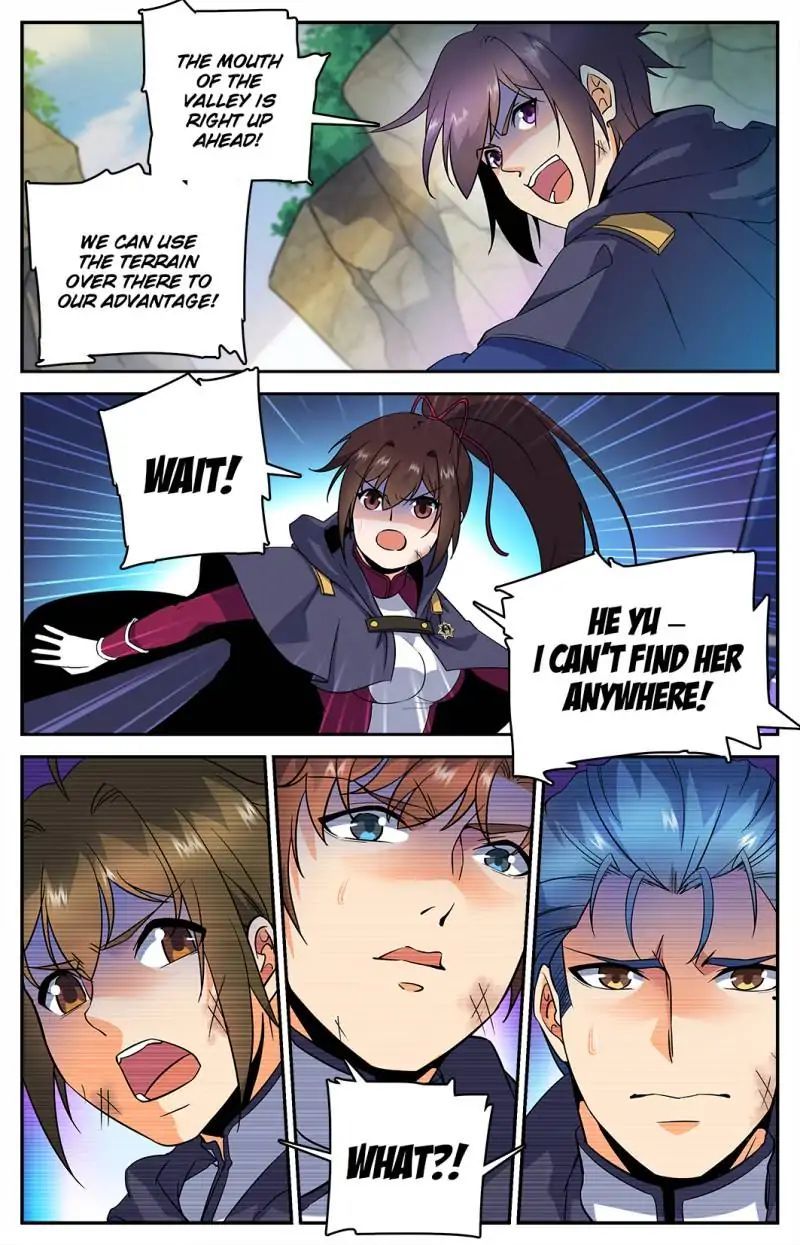 THE MOUTH
OF THE
VALLEY IS
RIGHT UP
AHEAD!
WE CAN USE
THE TERRAIN
OVER THERE TO
OUR ADVANTAGE!
WAIT!
HE YU –
I CAN'T FIND HER
ANYWHERE!
WHAT?!